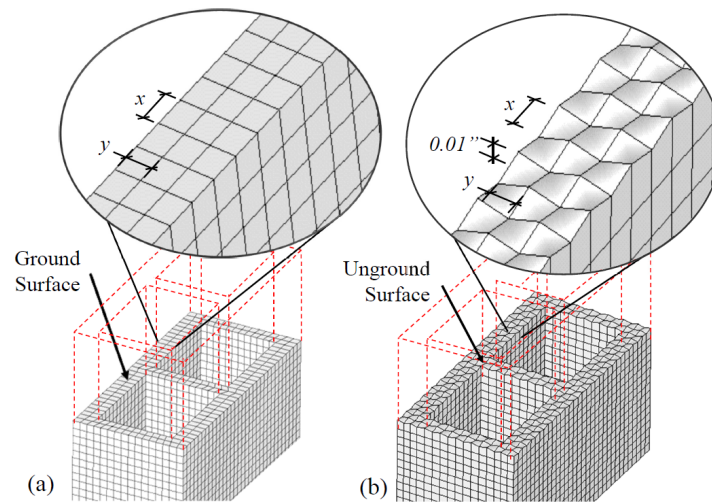 x
y
Ground
Surface
(a)
x
0.01”
y
Unground
Surface
(b)